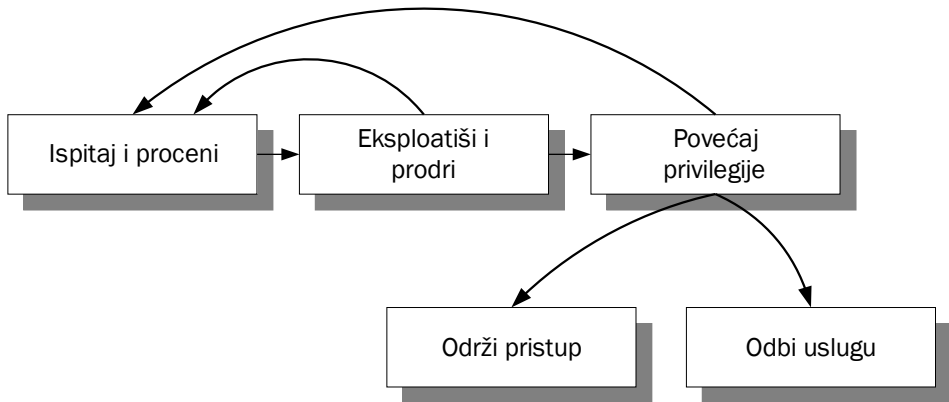 Ispitaj i proceni
Eksploatiši i
prodri
Povećaj
privilegije
Održi pristup
Odbi uslugu